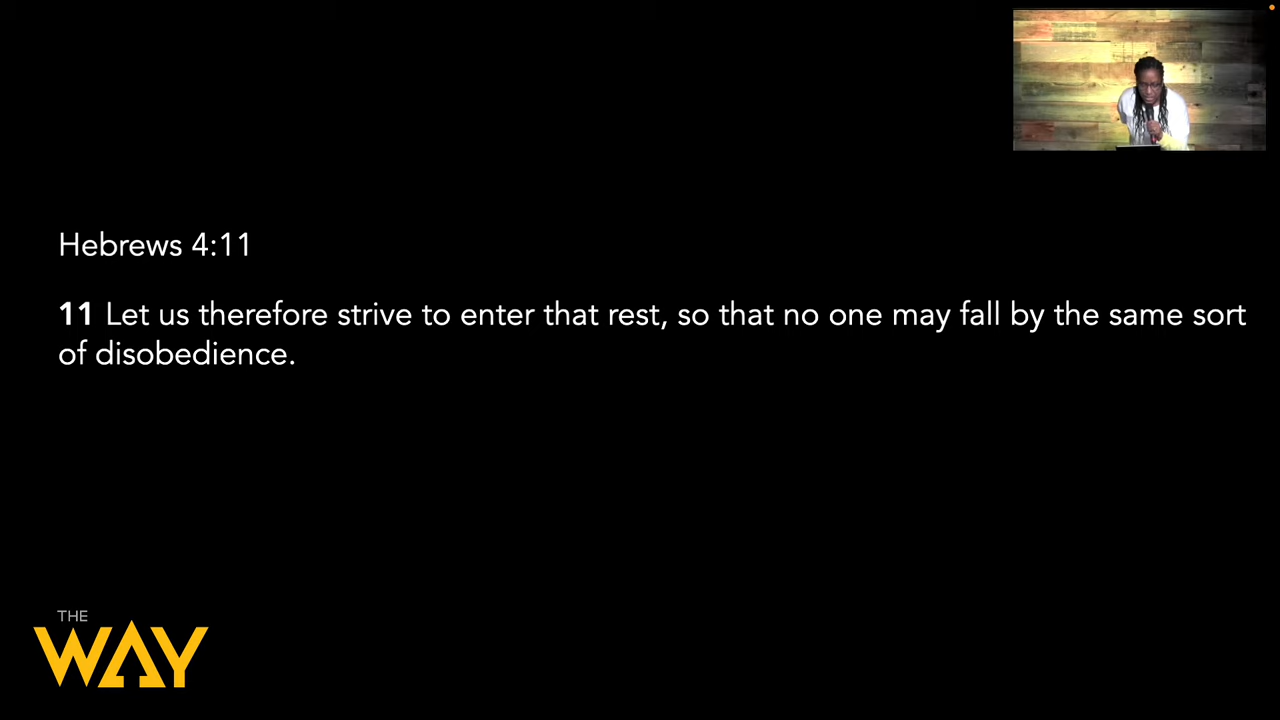 Hebrews 4:11
11 Let us therefore strive to enter that rest, so that no one may fall by the same sort
of disobedience.
THE
WAY